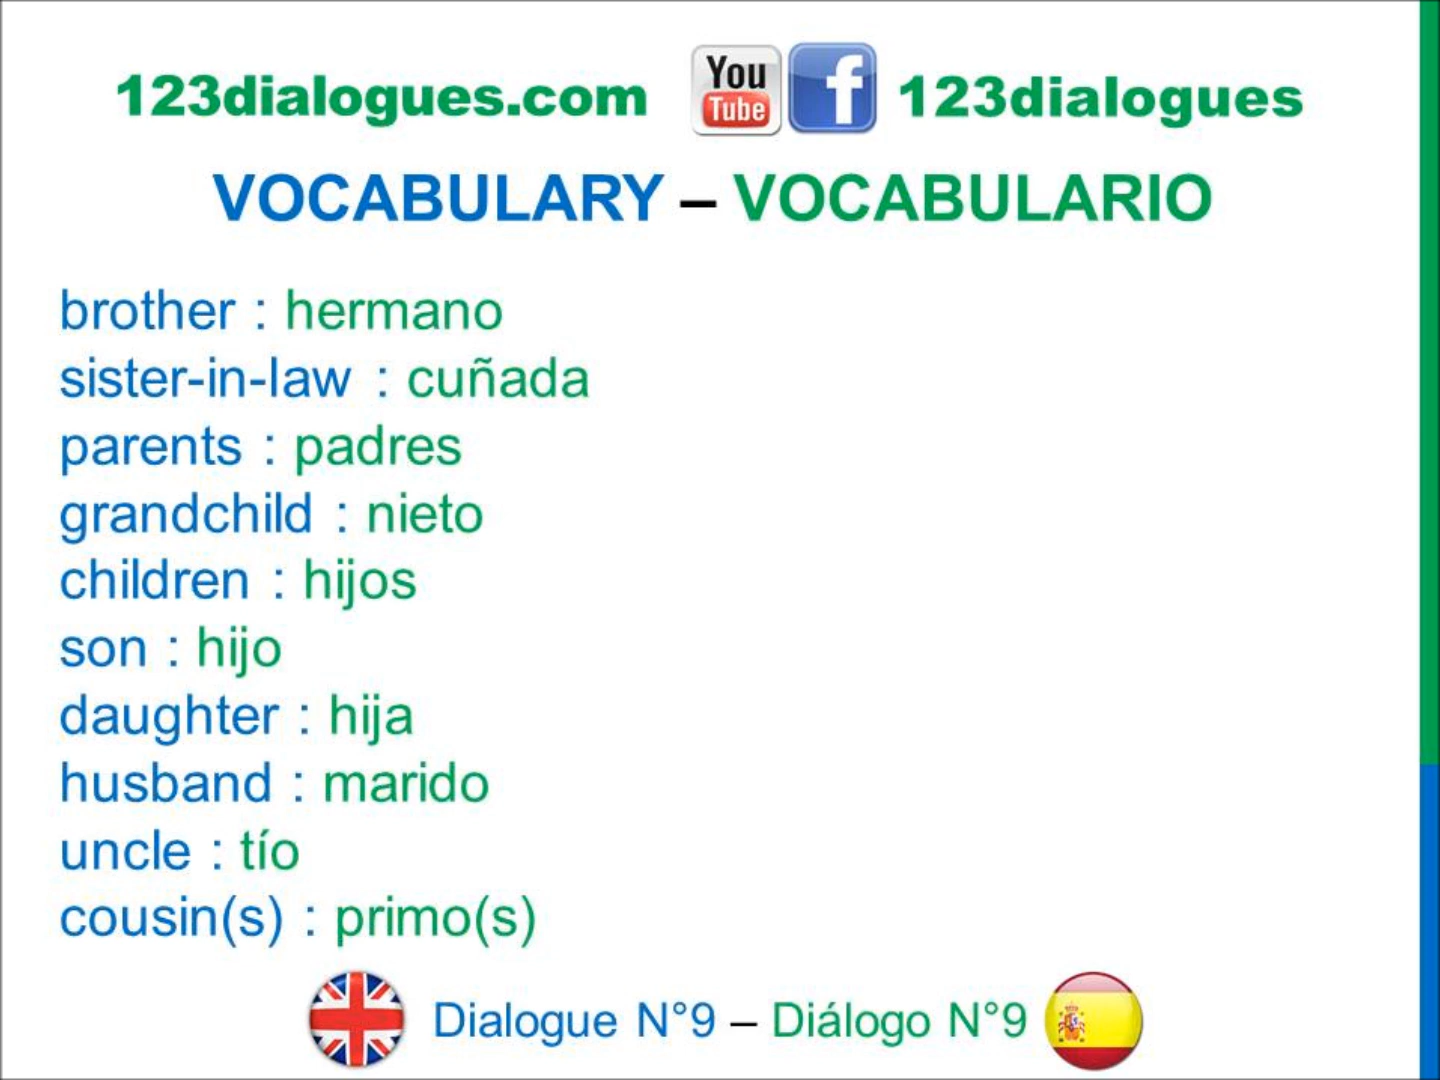 123dialogues.com You Tube f 123dialogues
VOCABULARY – VOCABULARIO
brother : hermano
sister-in-law : cuñada
parents : padres
grandchild : nieto
children : hijos
son : hijo
daughter : hija
husband : marido
uncle : tío
cousin(s) : primo(s)
Dialogue N°9 – Diálogo N°9